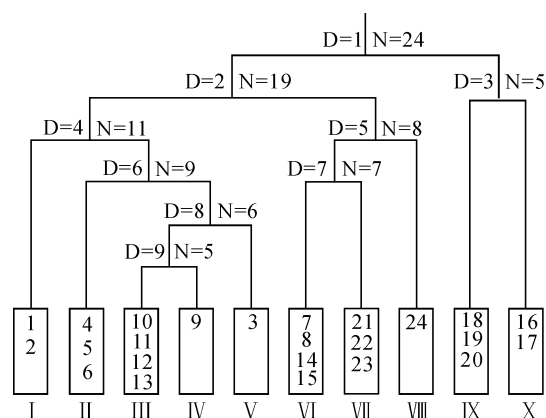 D=1 N=24
D=2 N=19 D=3 N=5
D=4 N=11 D=5 N=8
D=6 N=9 D=7 N=7
D=8 N=6
D=9 N=5
1 4 10 9 3 7 21 24 18 16
2 5 11 8 22 19 17
6 12 14 23 20
13 15
I II III IV V VI VII VIII IX X